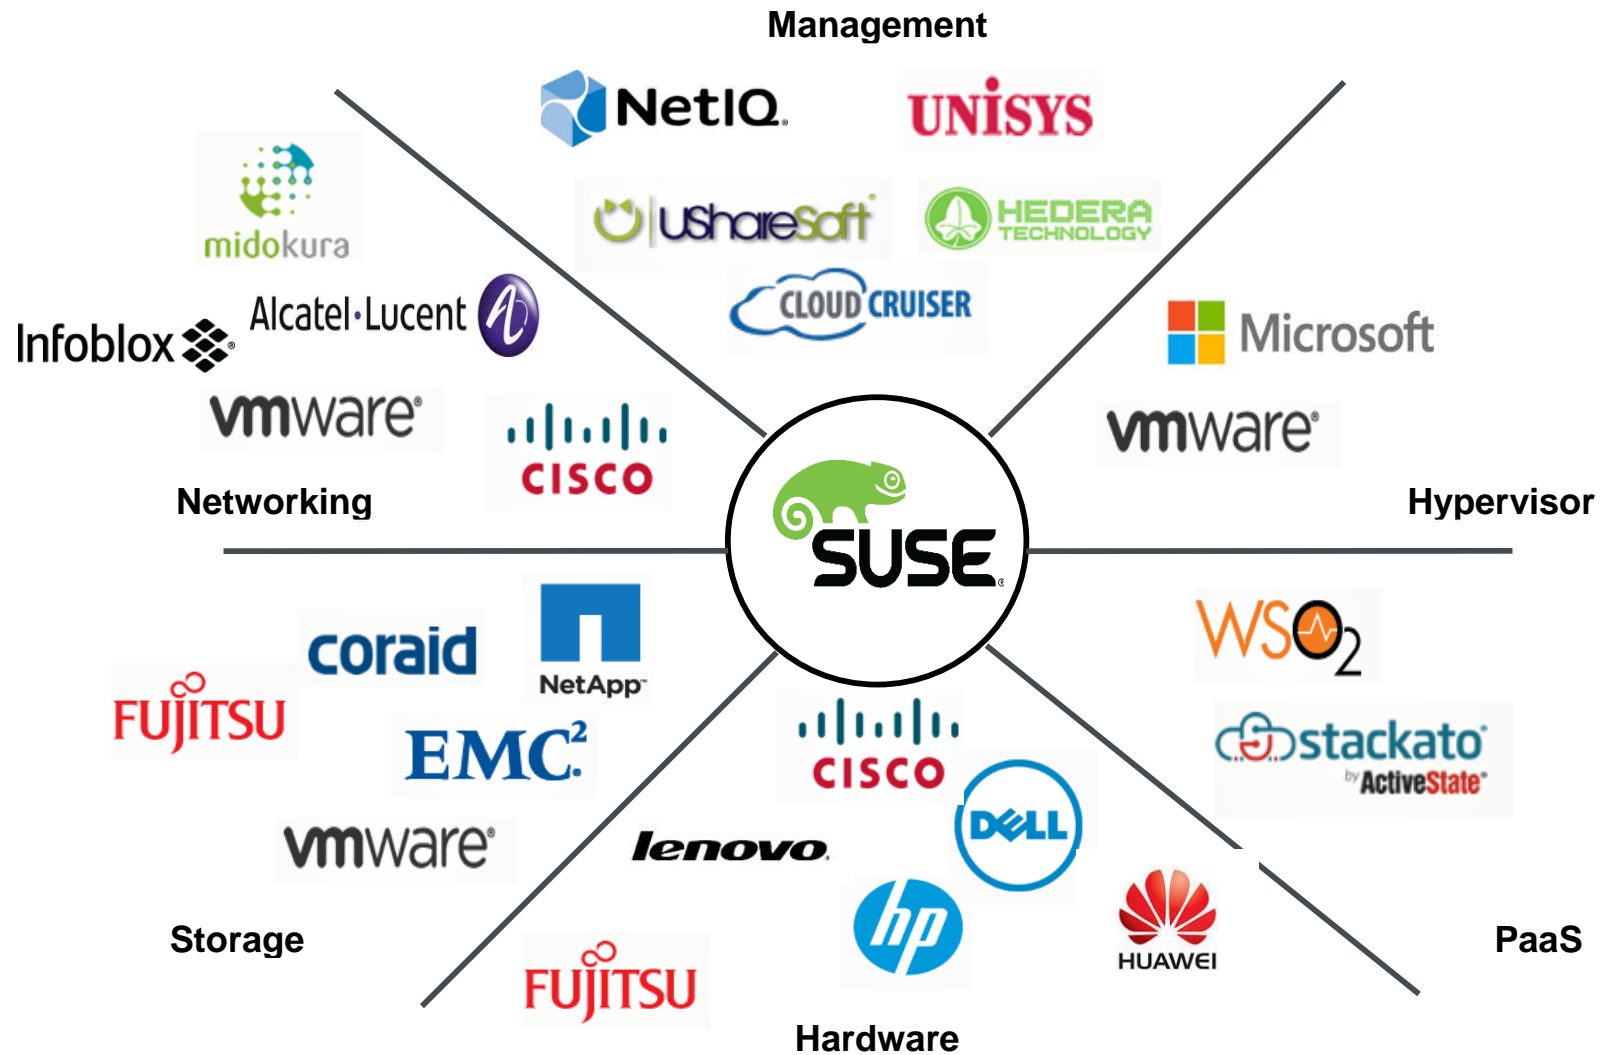 Management
NetIQ.
UNiSYS
UShareSoft
HEDERA
TECHNOLOGY
CLOUD CRUISER
midokura
Alcatel·Lucent
Infoblox ®
vmware®
CISCO
Networking
Microsoft
vmware®
Hypervisor
SUSE®
coraid
NetApp™
FUJITSU
EMC²
vmware®
Storage
CISCO
DELL
lenovo
hp
HUAWEI
FUJITSU
Hardware
WSO2
stackato®
by ActiveState®
PaaS